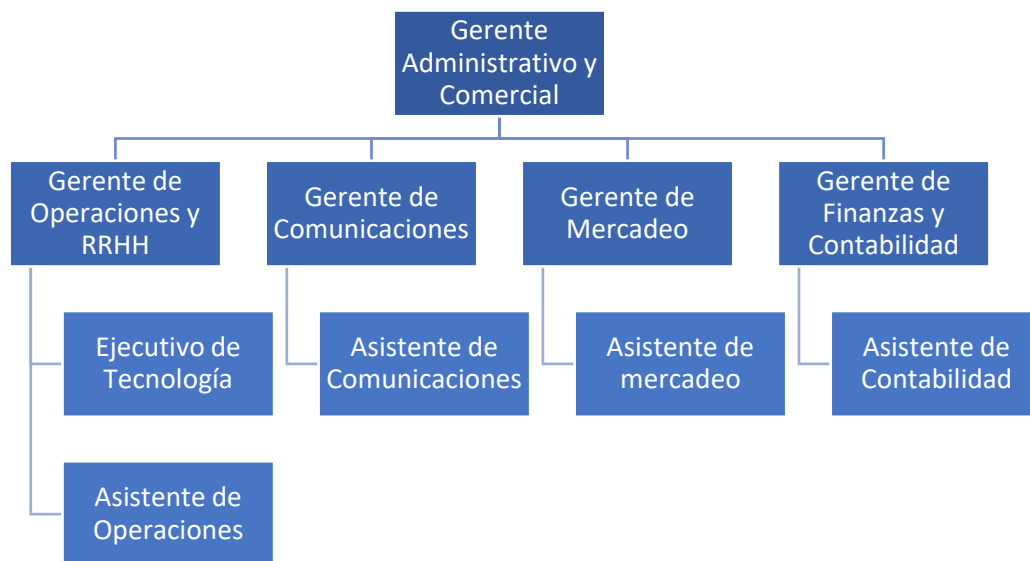 Gerente
Administrativo y
Comercial
Gerente de
Operaciones y
RRHH
Gerente de
Comunicaciones
Gerente de
Mercadeo
Gerente de
Finanzas y
Contabilidad
Ejecutivo de
Tecnología
Asistente de
Comunicaciones
Asistente de
mercadeo
Asistente de
Contabilidad
Asistente de
Operaciones